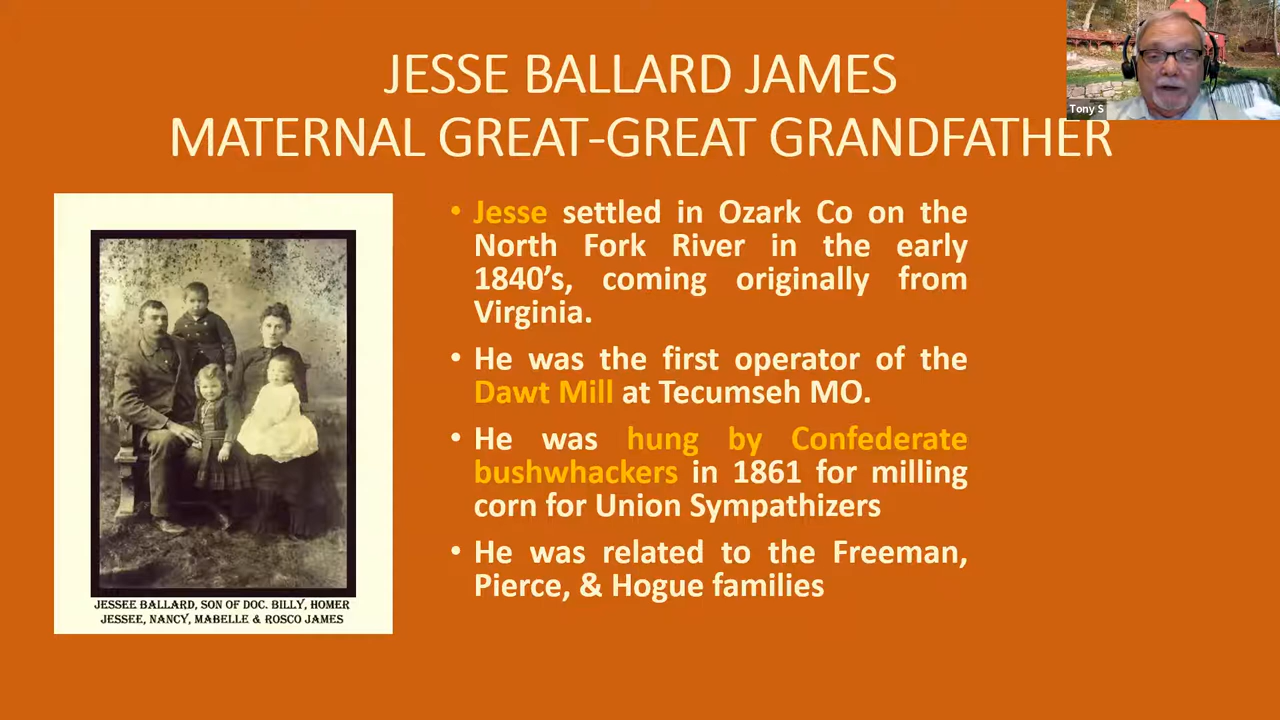 JESSE BALLARD JAMES
MATERNAL GREAT-GREAT GRANDFATHER
Tony S
• Jesse settled in Ozark Co on the
North Fork River in the early
1840’s, coming originally from
Virginia.
• He was the first operator of the
Dawt Mill at Tecumseh MO.
• He was hung by Confederate
bushwhackers in 1861 for milling
corn for Union Sympathizers
• He was related to the Freeman,
Pierce, & Hogue families
JESSEE BALLARD, SON OF DOC. BILLY, HOMER
JESSEE, NANCY, MABELLE & ROSCO JAMES